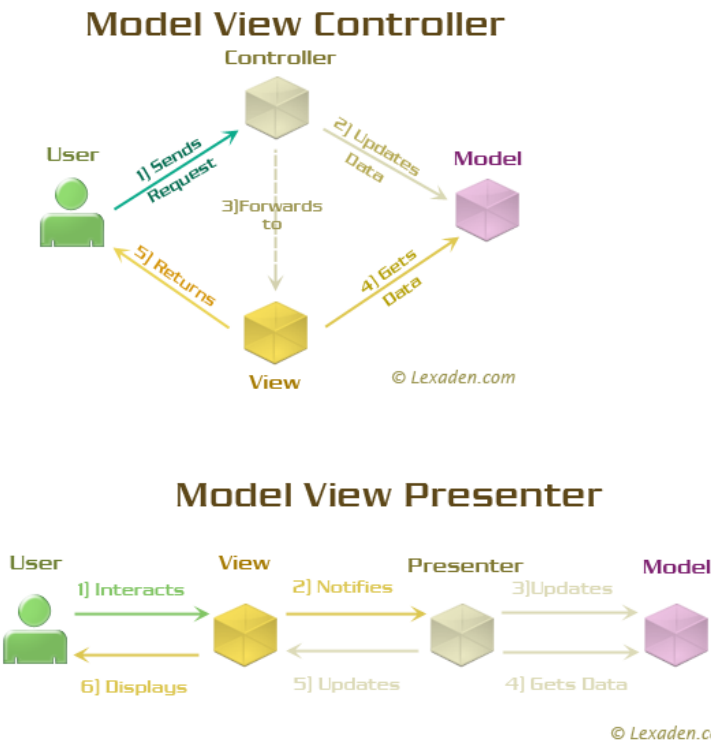 Model View Controller
Controller
User
1) Sends
Request
2) Updates
Data
Model
3)Forwards
to
5) Returns
4) Gets
Data
View
© Lexaden.com
Model View Presenter
User
View
Presenter
Model
1) Interacts
2) Notifies
3)Updates
6) Displays
5) Updates
4) Gets Data
© Lexaden.c